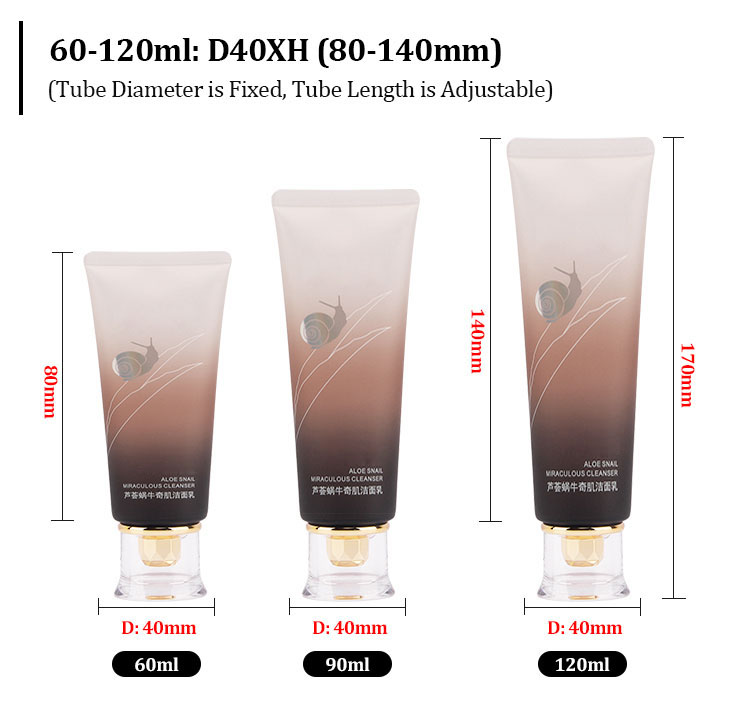 60-120ml: D40XH (80-140mm)
(Tube Diameter is Fixed, Tube Length is Adjustable)
80mm
140mm
170mm
ALOE SNAIL
MIRACULOUS CLEANSER
芦荟蜗牛奇肌洁面乳
ALOE SNAIL
MIRACULOUS CLEANSER
芦荟蜗牛奇肌洁面乳
ALOE SNAIL
MIRACULOUS CLEANSER
芦荟蜗牛奇肌洁面乳
D: 40mm
D: 40mm
D: 40mm
60ml
90ml
120ml